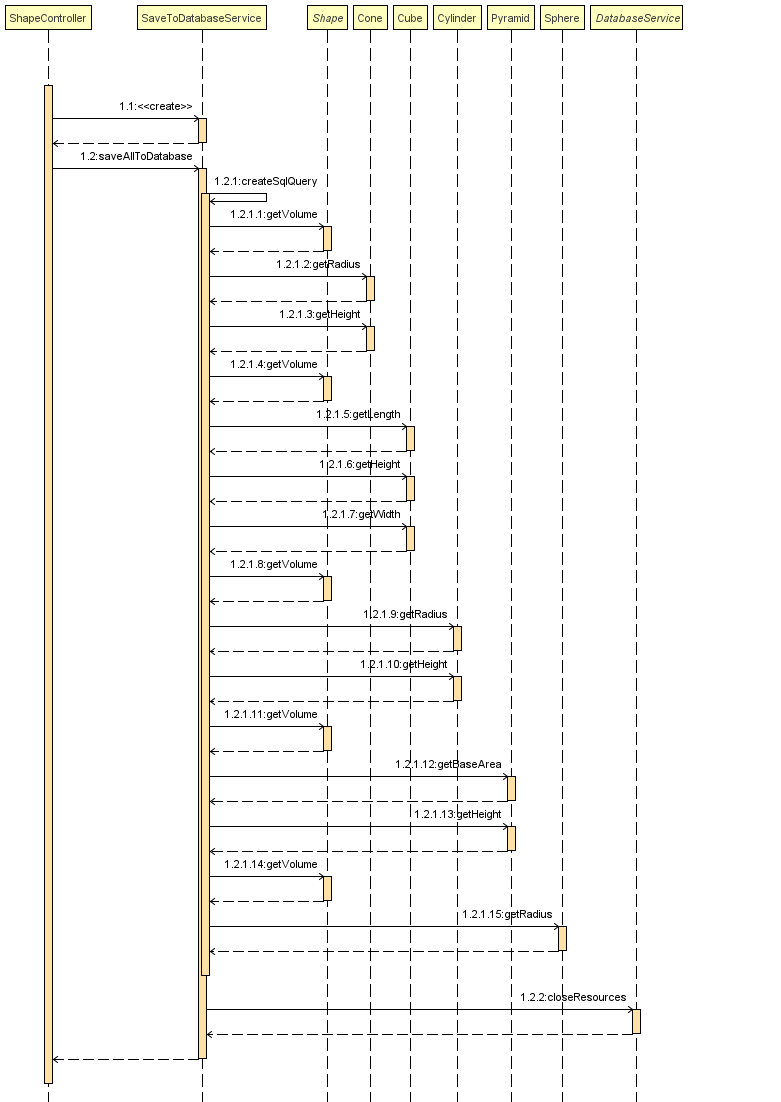 ShapeController
SaveToDatabaseService
Shape
Cone
Cube
Cylinder
Pyramid
Sphere
DatabaseService
1.1:<<create>>
1.2:saveAllToDatabase
1.2.1:createSqlQuery
1.2.1.1:getVolume
1.2.1.2:getRadius
1.2.1.3:getHeight
1.2.1.4:getVolume
1.2.1.5:getLength
1.2.1.6:getHeight
1.2.1.7:getWidth
1.2.1.8:getVolume
1.2.1.9:getRadius
1.2.1.10:getHeight
1.2.1.11:getVolume
1.2.1.12:getBaseArea
1.2.1.13:getHeight
1.2.1.14:getVolume
1.2.1.15:getRadius
1.2.2:closeResources